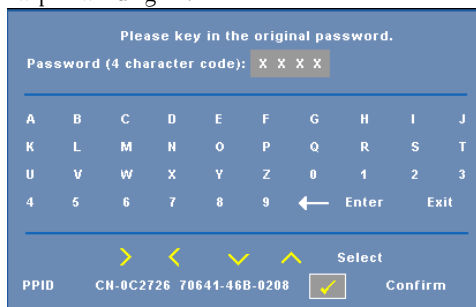 Please key in the original password.
Password (4 character code): X X X X
A B C D E F G H I J
K L M N O P Q R S T
U V W X Y Z 0 1 2 3
4 5 6 7 8 9 Enter Exit
Select
PPID CN-0C2726 70641-46B-0208 Confirm